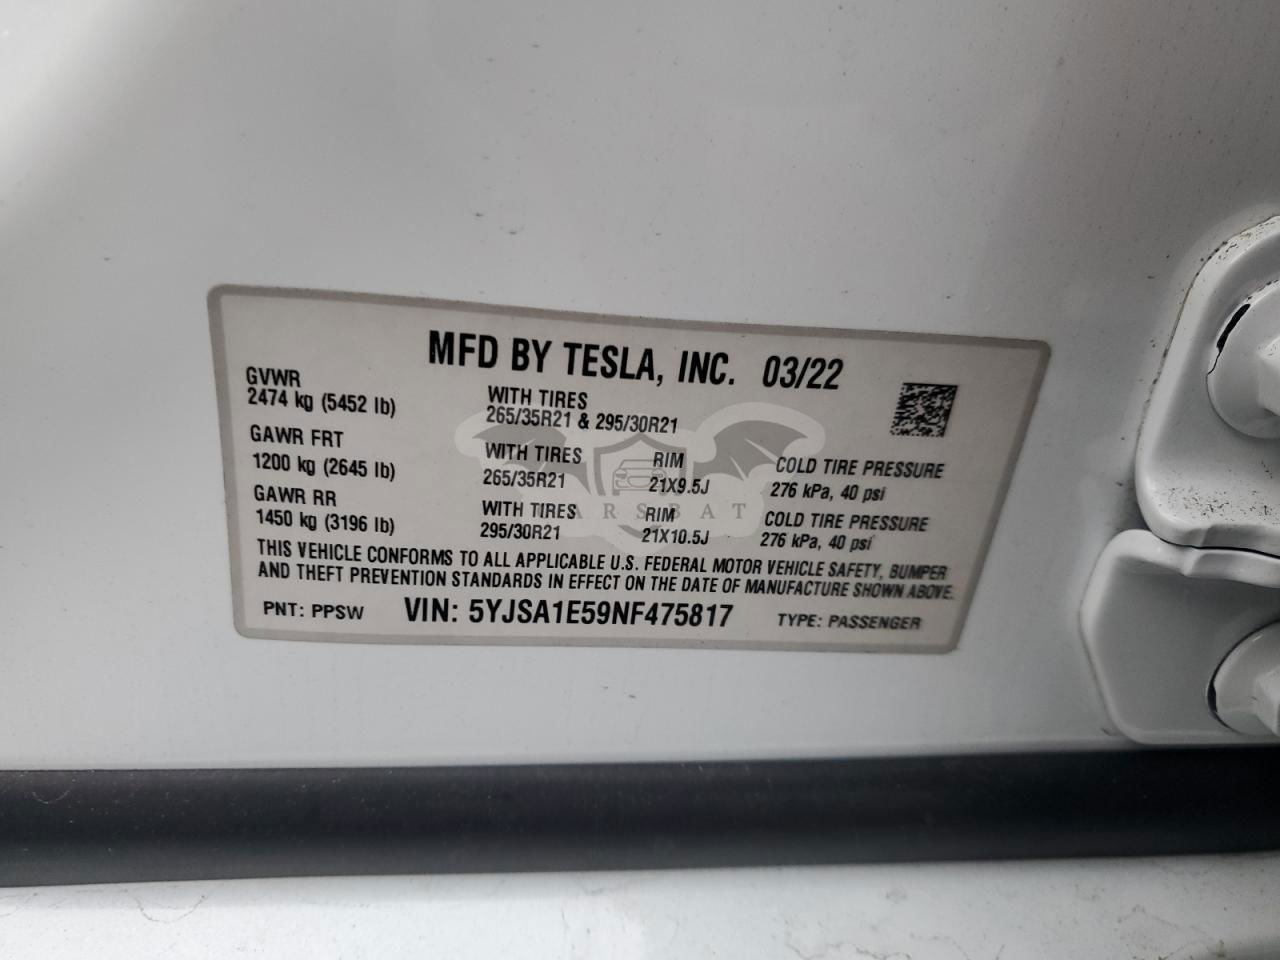 MFD BY TESLA, INC. 03/22
GVWR
2474 kg (5452 lb)
WITH TIRES
265/35R21 & 295/30R21
GAWR FRT
1200 kg (2645 lb)
WITH TIRES
265/35R21
RIM
21X9.5J
COLD TIRE PRESSURE
276 kPa, 40 psi
GAWR RR
1450 kg (3196 lb)
WITH TIRES
295/30R21
RIM
21X10.5J
COLD TIRE PRESSURE
276 kPa, 40 psi
THIS VEHICLE CONFORMS TO ALL APPLICABLE U.S. FEDERAL MOTOR VEHICLE SAFETY, BUMPER
AND THEFT PREVENTION STANDARDS IN EFFECT ON THE DATE OF MANUFACTURE SHOWN ABOVE.
PNT: PPSW VIN: 5YJSA1E59NF475817 TYPE: PASSENGER